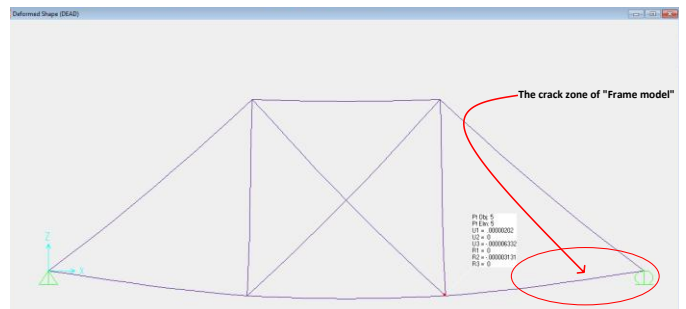 Deformed Shape (DEAD)
The crack zone of "Frame model"
Pt Obj: 5
Pt Elm: 5
U1 = .00000202
U2 = 0
U3 = -.000006332
R1 = 0
R2 = -.000003131
R3 = 0
Z
X